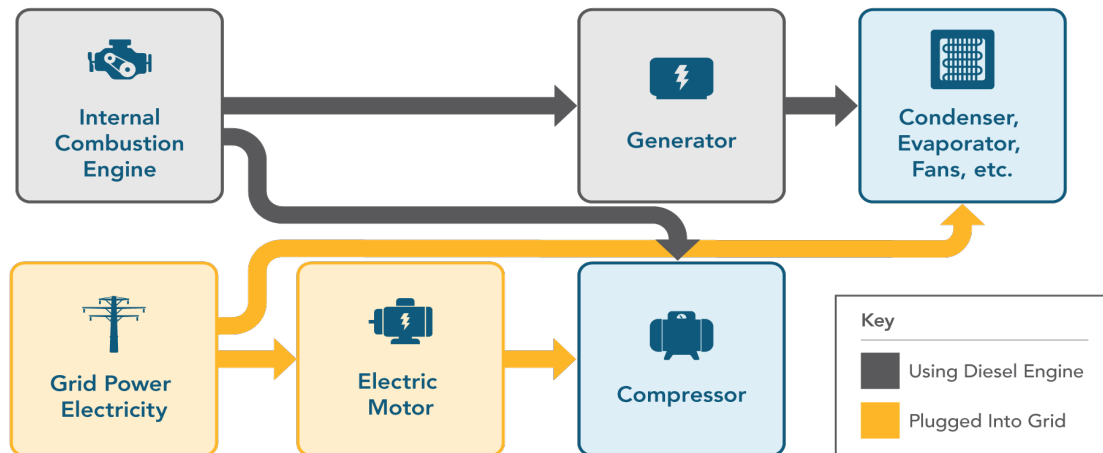 Internal
Combustion
Engine
Generator
Condenser,
Evaporator,
Fans, etc.
Grid Power
Electricity
Electric
Motor
Compressor
Key
Using Diesel Engine
Plugged Into Grid